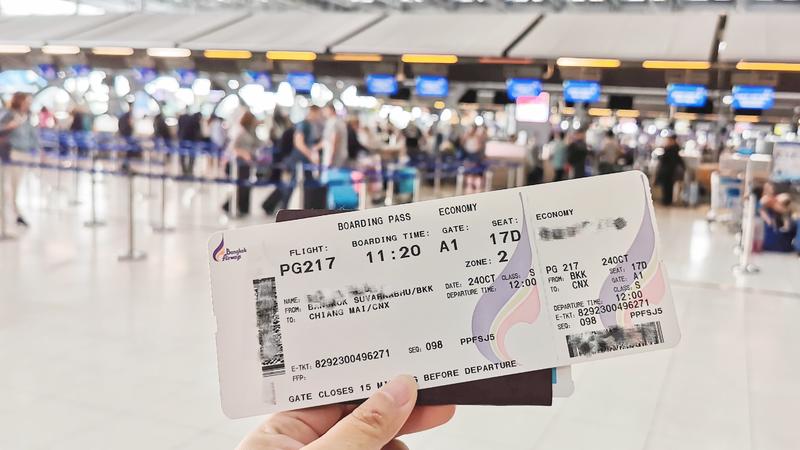 BOARDING PASS ECONOMY
Bangkok Airways
FLIGHT: BOARDING TIME: GATE: SEAT:
PG217 11:20 A1 17D
ZONE: 2
NAME:
FROM: BANGKOK SUVARNABHU/BKK DATE: 24OCT CLASS: S
TO: CHIANG MAI/CNX DEPARTURE TIME: 12:00
E-TKT: 8292300496271 SEQ: 098 PPFSJ5
FFP:
GATE CLOSES 15 BEFORE DEPARTURE
ECONOMY
PG 217 24OCT
FROM: BKK SEAT: 17D
TO: CNX GATE: A1
CLASS: S
DEPARTURE TIME: 12:00
E-TKT: 8292300496271
SEQ: 098 PPFSJ5